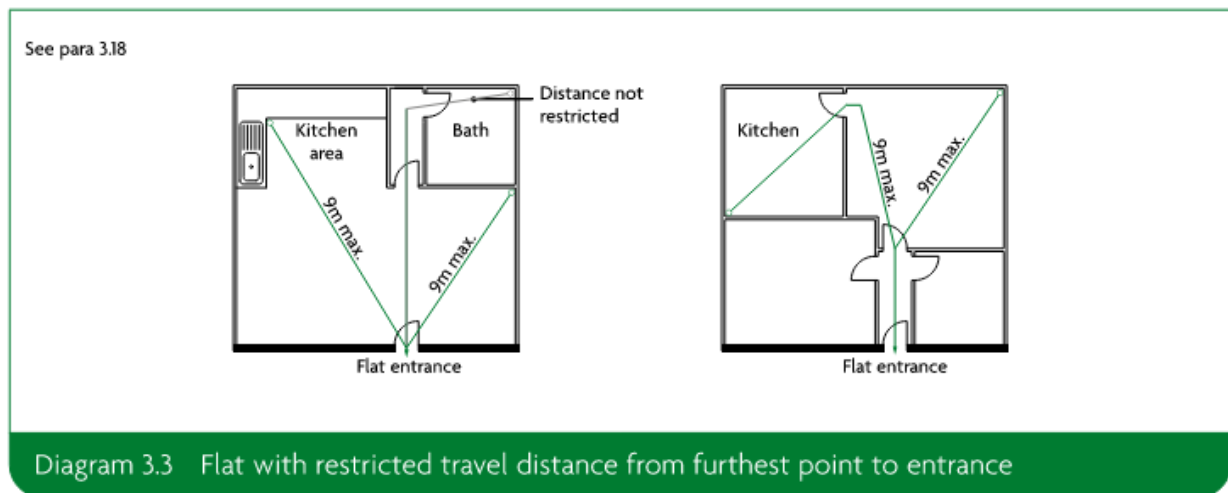 See para 3.18
Distance not
restricted
Kitchen
area
Bath
9m max.
9m max.
Flat entrance
Kitchen
9m max.
9m max.
Flat entrance
Diagram 3.3 Flat with restricted travel distance from furthest point to entrance